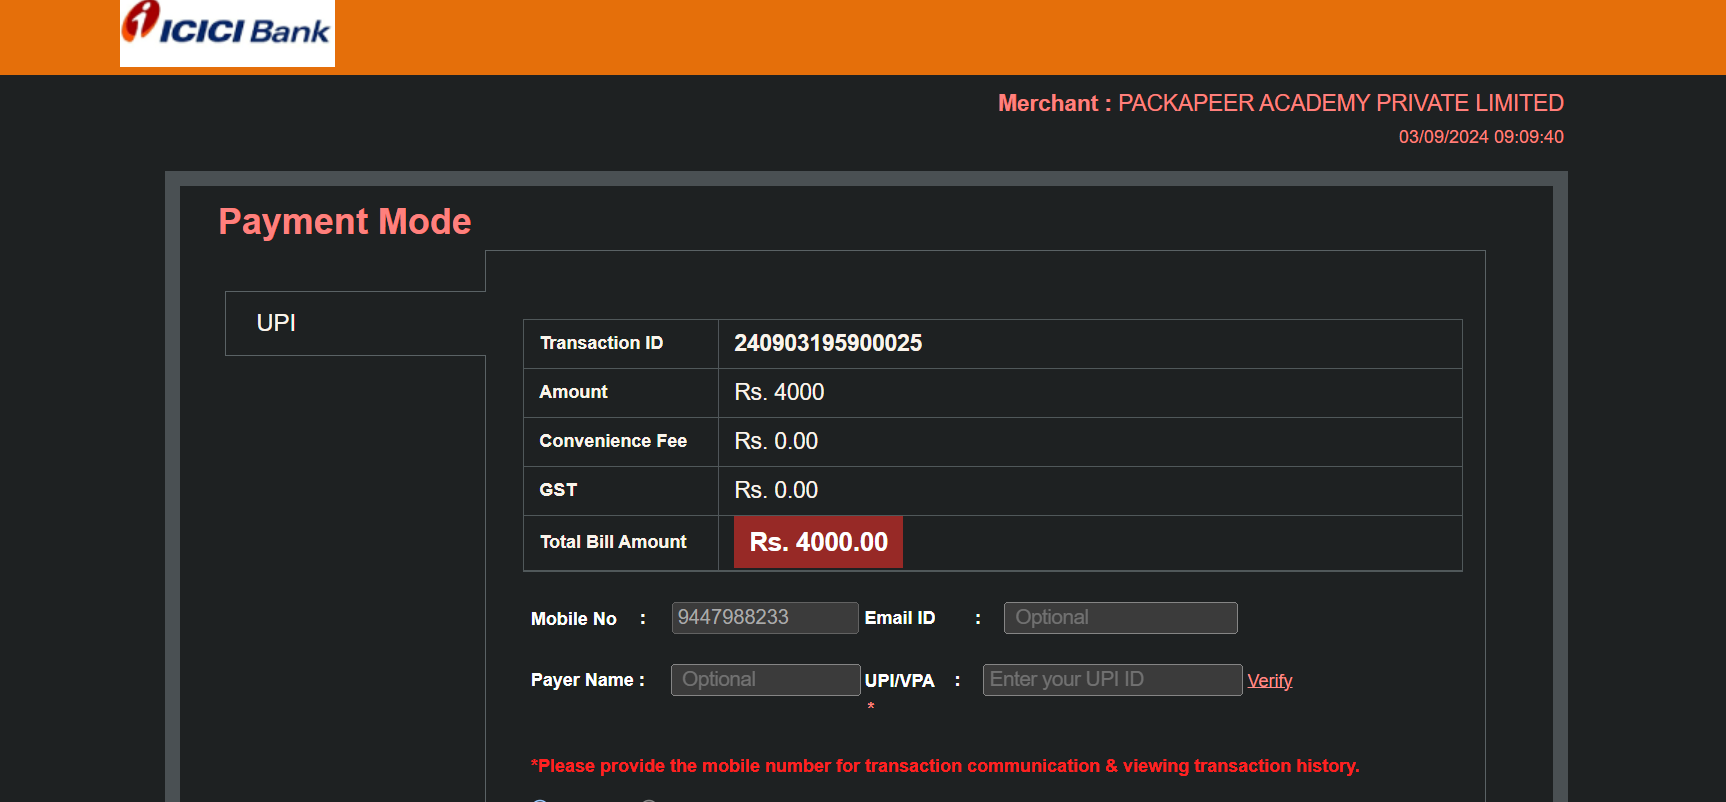 ICICI Bank
Merchant : PACKAPEER ACADEMY PRIVATE LIMITED
03/09/2024 09:09:40
Payment Mode
UPI
Transaction ID 240903195900025
Amount Rs. 4000
Convenience Fee Rs. 0.00
GST Rs. 0.00
Total Bill Amount Rs. 4000.00
Mobile No : 9447988233 Email ID : Optional
Payer Name : Optional UPI/VPA : Enter your UPI ID Verify
*
*Please provide the mobile number for transaction communication & viewing transaction history.